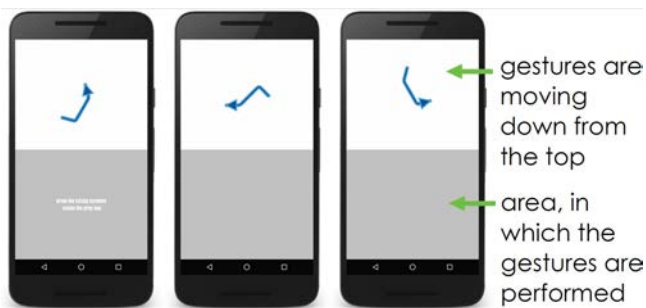 gestures are
moving
down from
the top
area, in
which the
gestures are
performed